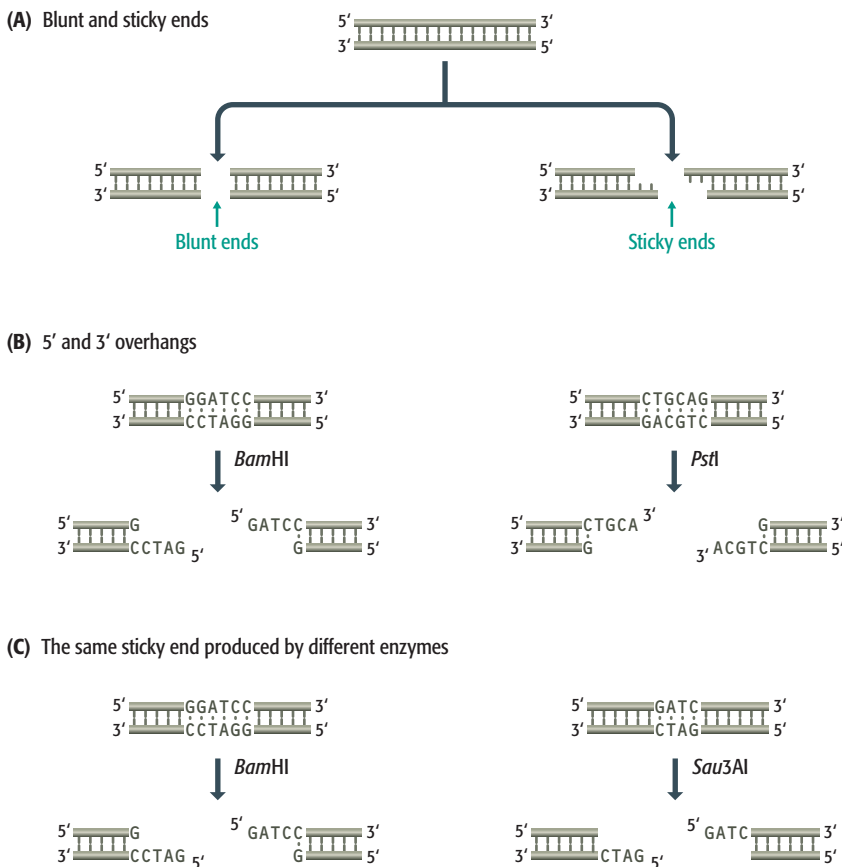 (A) Blunt and sticky ends
5‘ 3‘
3‘ 5‘
5‘ 3‘ 5‘ 3‘
3‘ 5‘ 3‘ 5‘
Blunt ends Sticky ends
(B) 5‘ and 3‘ overhangs
5‘ GGATCC 3‘ 5‘ CTGCAG 3‘
3‘ CCTAGG 5‘ 3‘ GACGTC 5‘
BamHI PstI
5‘ G 5‘ GATCC 3‘ 5‘ CTGCA 3‘ G 3‘
3‘ CCTAG 5‘ G 5‘ 3‘ G 3‘ ACGTC 5‘
(C) The same sticky end produced by different enzymes
5‘ GGATCC 3‘ 5‘ GATC 3‘
3‘ CCTAGG 5‘ 3‘ CTAG 5‘
BamHI Sau3AI
5‘ G 5‘ GATCC 3‘ 5‘ 5‘ GATC 3‘
3‘ CCTAG 5‘ G 5‘ 3‘ CTAG 5‘ 5‘